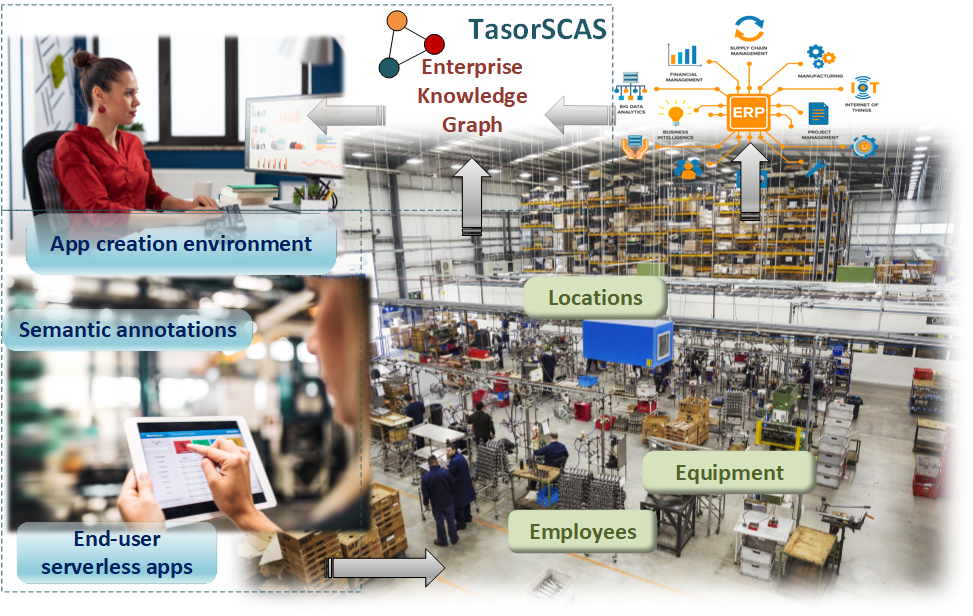 TasorSCAS
Enterprise
Knowledge
Graph
SUPPLY CHAIN
MANAGEMENT
FINANCIAL
MANAGEMENT
MANUFACTURING
BIG DATA
ANALYTICS
ERP
IoT
INTERNET OF
THINGS
BUSINESS
INTELLIGENCE
PROJECT
MANAGEMENT
App creation environment
Locations
Semantic annotations
Equipment
Employees
End-user
serverless apps